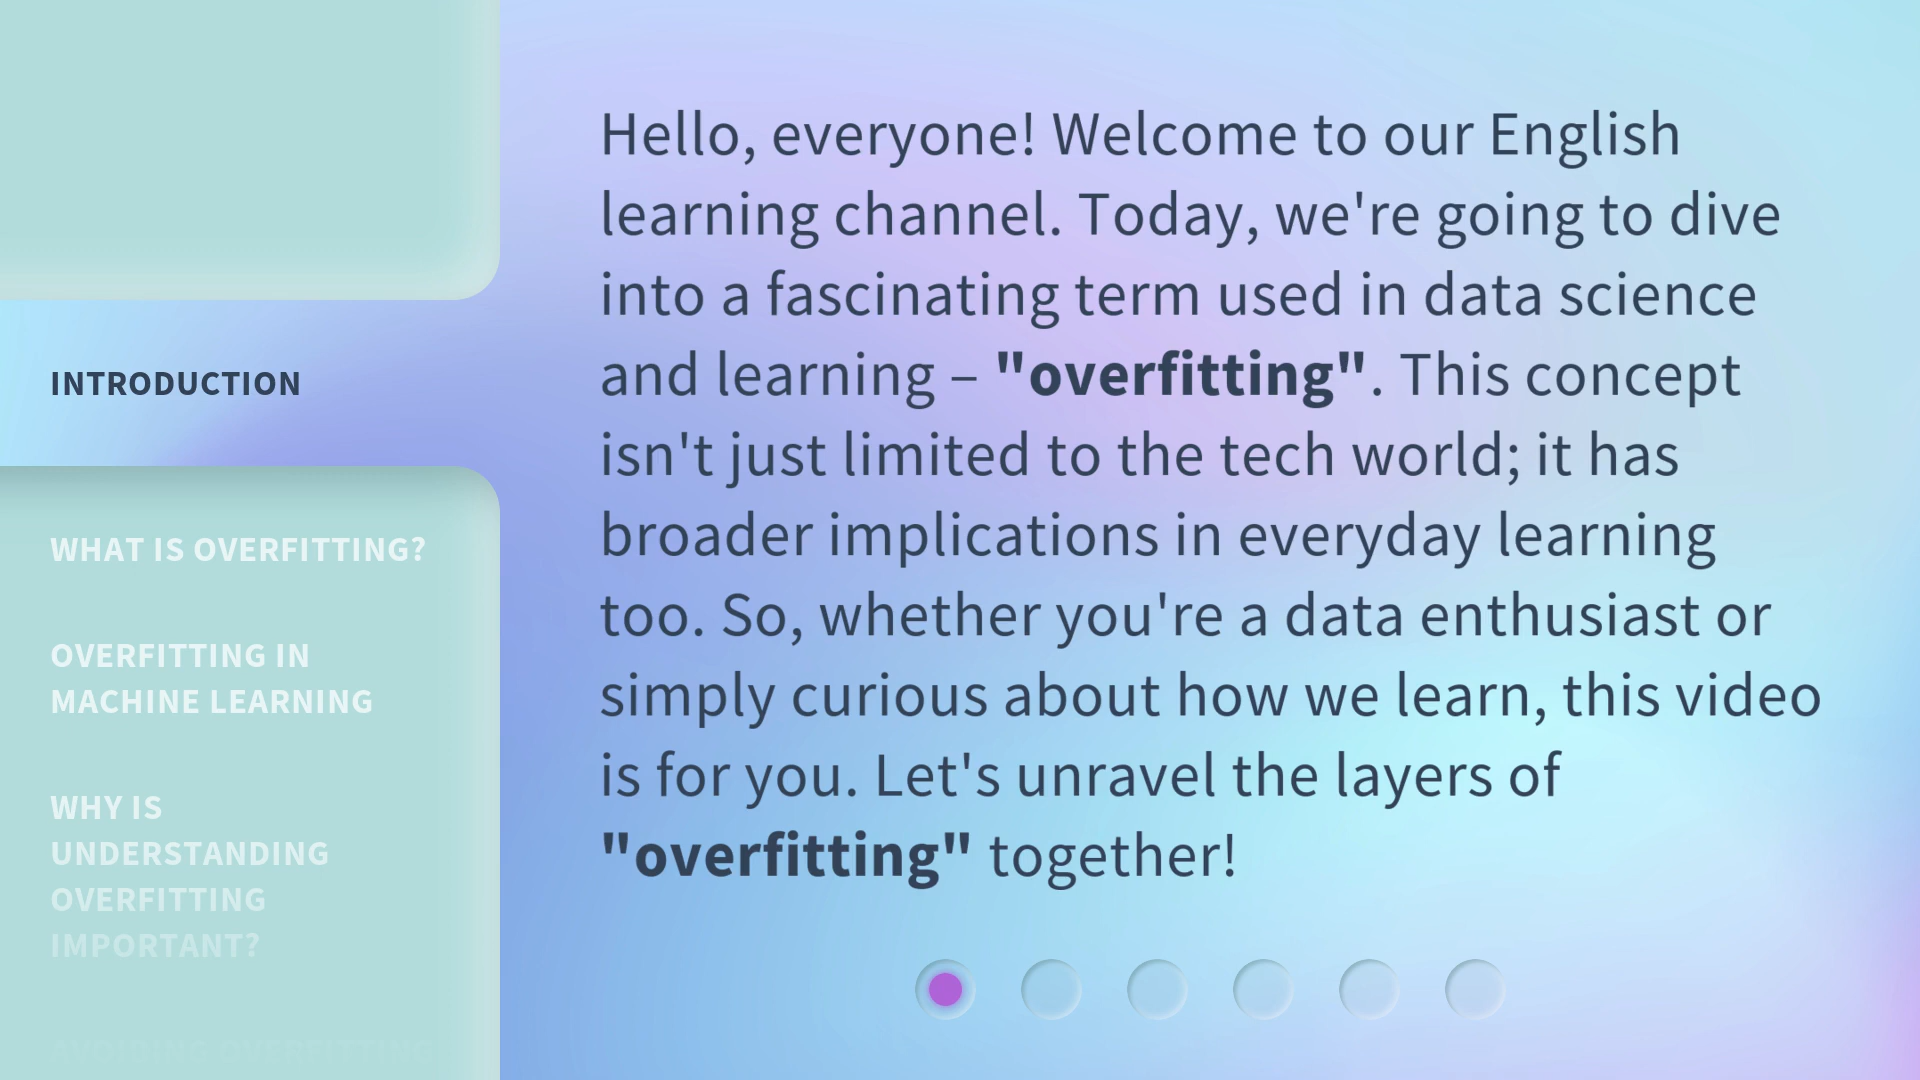 INTRODUCTION
WHAT IS OVERFITTING?
OVERFITTING IN
MACHINE LEARNING
WHY IS
UNDERSTANDING
OVERFITTING
IMPORTANT?
AVOIDING OVERFITTING
Hello, everyone! Welcome to our English
learning channel. Today, we're going to dive
into a fascinating term used in data science
and learning – "overfitting". This concept
isn't just limited to the tech world; it has
broader implications in everyday learning
too. So, whether you're a data enthusiast or
simply curious about how we learn, this video
is for you. Let's unravel the layers of
"overfitting" together!